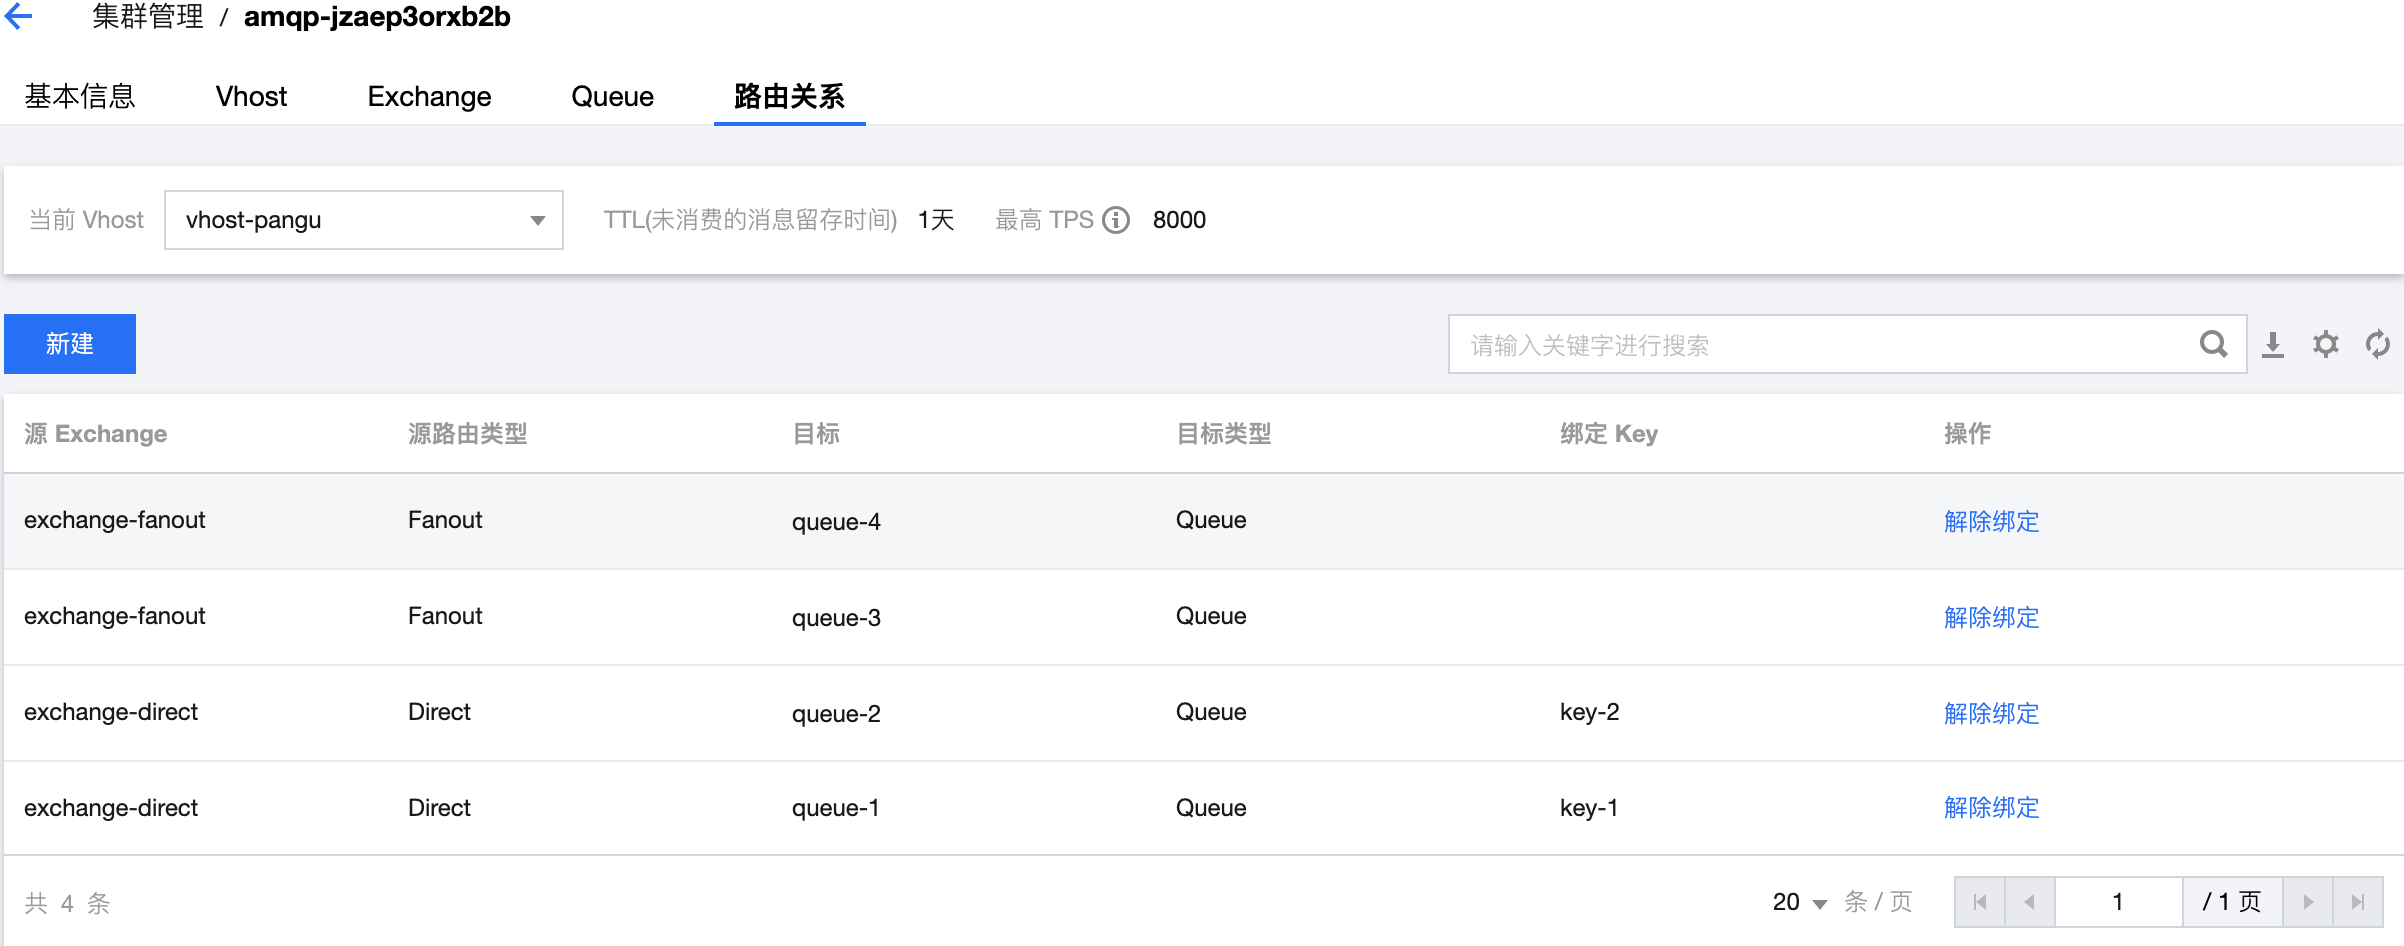 集群管理 / amqp-jzaep3orxb2b
基本信息 Vhost Exchange Queue 路由关系
当前 Vhost vhost-pangu TTL(未消费的消息留存时间) 1天 最高 TPS 8000
新建 请输入关键字进行搜索
源 Exchange 源路由类型 目标 目标类型 绑定 Key 操作
exchange-fanout Fanout queue-4 Queue 解除绑定
exchange-fanout Fanout queue-3 Queue 解除绑定
exchange-direct Direct queue-2 Queue key-2 解除绑定
exchange-direct Direct queue-1 Queue key-1 解除绑定
共 4 条 20 条 / 页 1 / 1 页